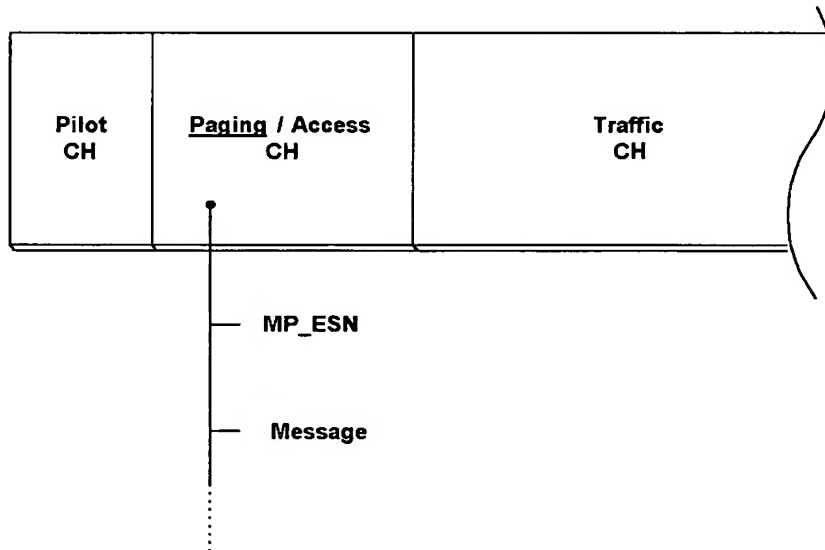 Pilot
CH
Paging / Access
CH
Traffic
CH
MP_ESN
Message